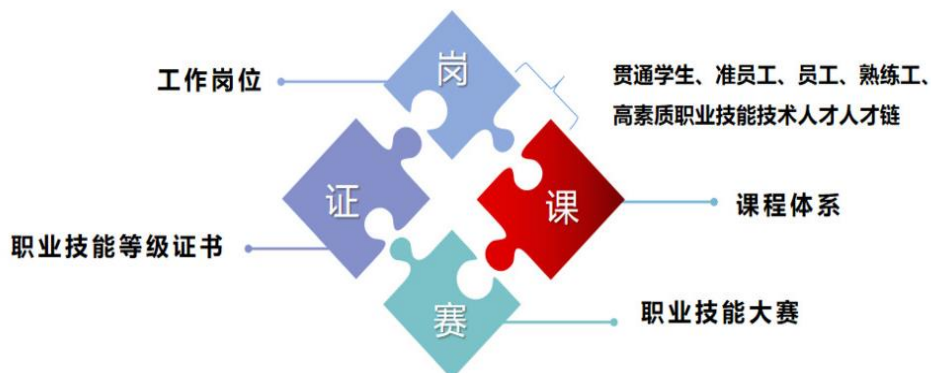 岗
工作岗位
贯通学生、准员工、员工、熟练工、
高素质职业技能技术人才人才链
证
课
课程体系
职业技能等级证书
赛
职业技能大赛